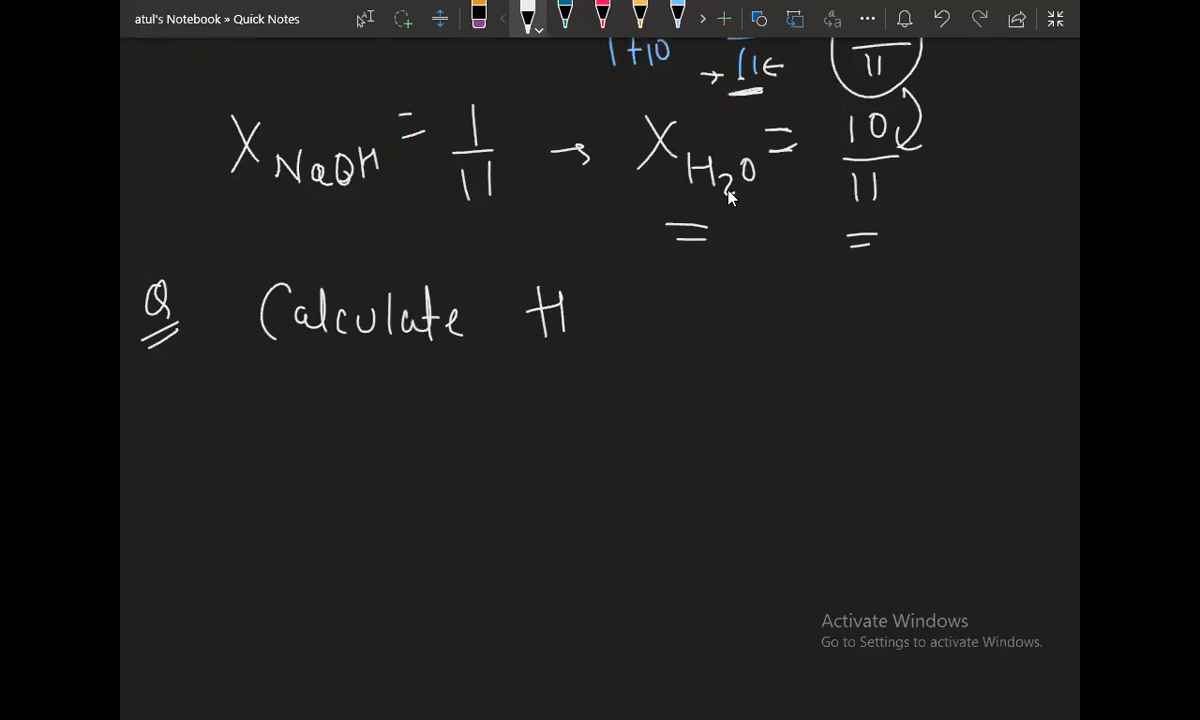 atul's Notebook » Quick Notes
1+10 → 11 ← 11
X NaOH = 1/11 → X H₂O = 10/11
= =
Q Calculate H
Activate Windows
Go to Settings to activate Windows.